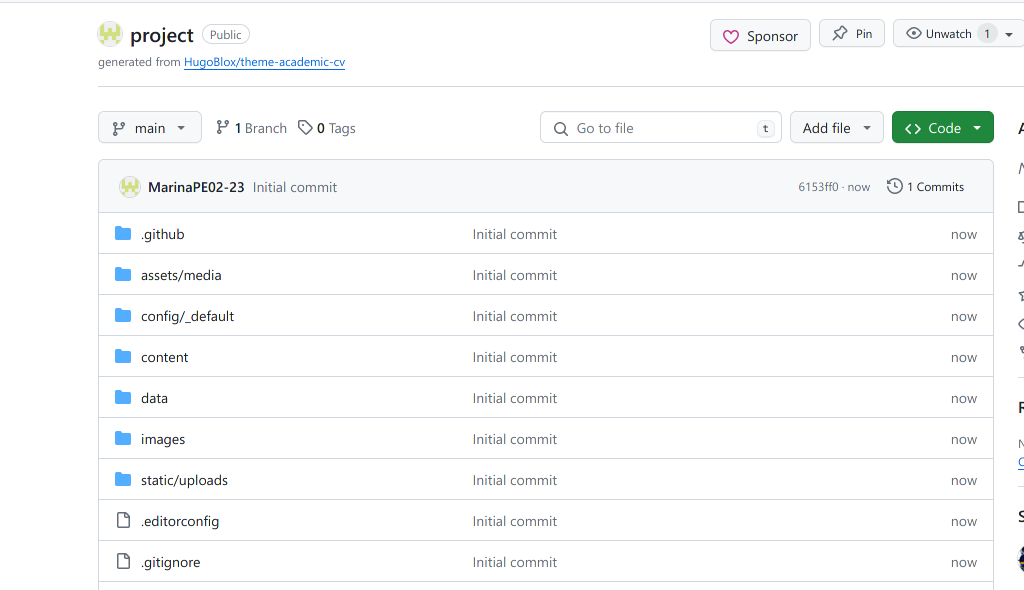 project Public Sponsor Pin Unwatch 1
generated from HugoBlox/theme-academic-cv
main 1 Branch 0 Tags Go to file t Add file Code
MarinaPE02-23 Initial commit 6153ff0 · now 1 Commits
.github Initial commit now
assets/media Initial commit now
config/_default Initial commit now
content Initial commit now
data Initial commit now
images Initial commit now
static/uploads Initial commit now
.editorconfig Initial commit now
.gitignore Initial commit now